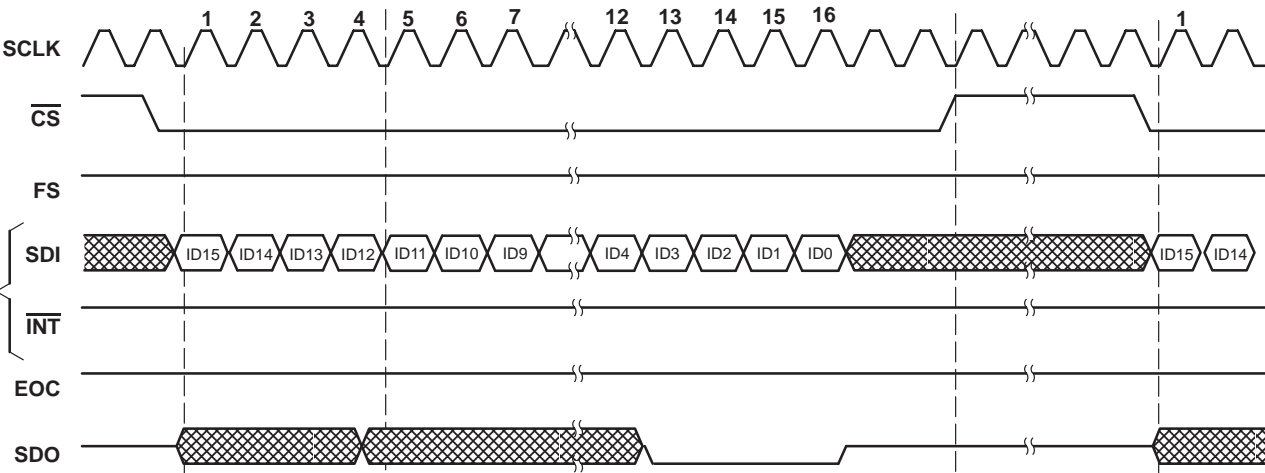 1 2 3 4 5 6 7 12 13 14 15 16 1
SCLK
CS
FS
SDI ID15 ID14 ID13 ID12 ID11 ID10 ID9 ID4 ID3 ID2 ID1 ID0 ID15 ID14
INT
EOC
SDO